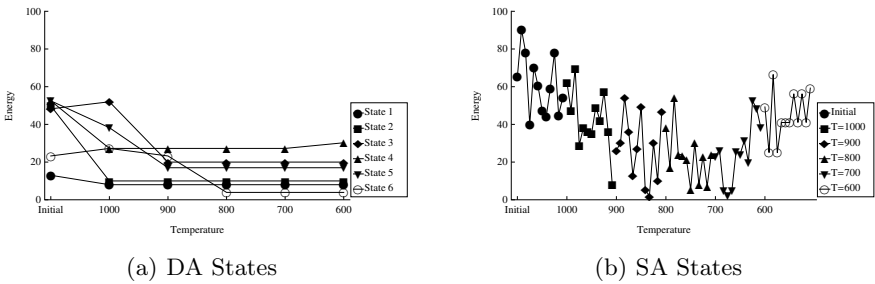 100
80
60
40
20
0
Energy
Initial
1000
900
800
700
600
Temperature
State 1
State 2
State 3
State 4
State 5
State 6
(a) DA States
100
80
60
40
20
0
Energy
Initial
1000
900
800
700
600
Temperature
Initial
T=1000
T=900
T=800
T=700
T=600
(b) SA States